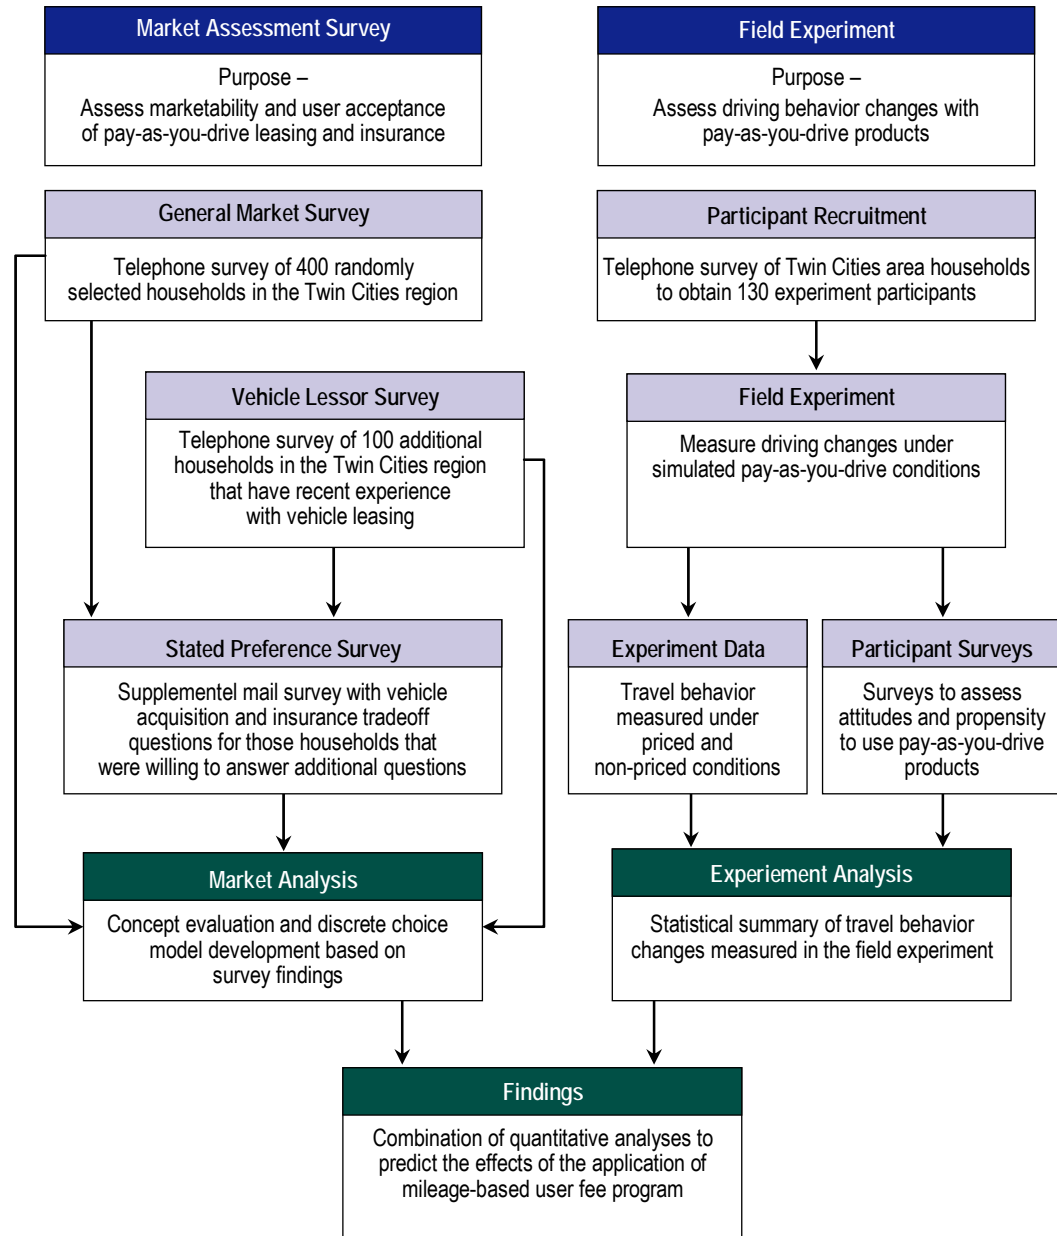 Market Assessment Survey
Purpose –
Assess marketability and user acceptance
of pay-as-you-drive leasing and insurance
Field Experiment
Purpose –
Assess driving behavior changes with
pay-as-you-drive products
General Market Survey
Telephone survey of 400 randomly
selected households in the Twin Cities region
Participant Recruitment
Telephone survey of Twin Cities area households
to obtain 130 experiment participants
Vehicle Lessor Survey
Telephone survey of 100 additional
households in the Twin Cities region
that have recent experience
with vehicle leasing
Field Experiment
Measure driving changes under
simulated pay-as-you-drive conditions
Stated Preference Survey
Supplementel mail survey with vehicle
acquisition and insurance tradeoff
questions for those households that
were willing to answer additional questions
Experiment Data
Travel behavior
measured under
priced and
non-priced conditions
Participant Surveys
Surveys to assess
attitudes and propensity
to use pay-as-you-drive
products
Market Analysis
Concept evaluation and discrete choice
model development based on
survey findings
Experiement Analysis
Statistical summary of travel behavior
changes measured in the field experiment
Findings
Combination of quantitative analyses to
predict the effects of the application of
mileage-based user fee program